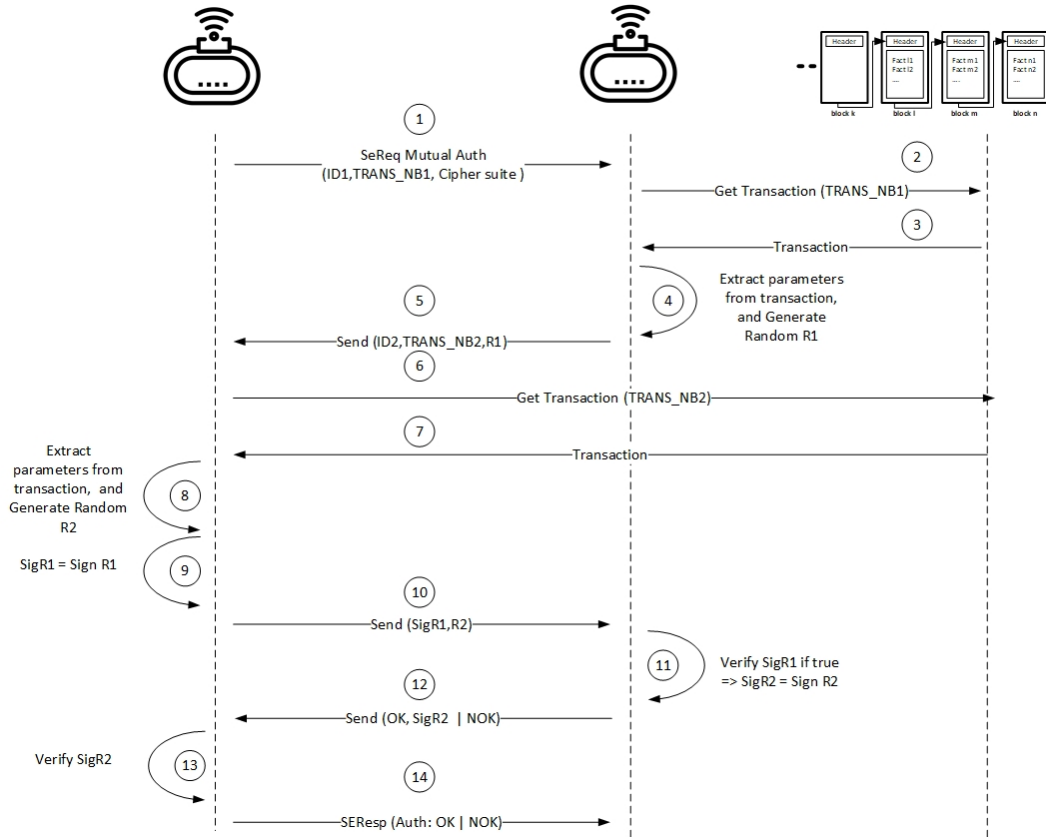 Header
Header
Header
Header
Fact l1
Fact l2
....
Fact m1
Fact m2
....
Fact n1
Fact n2
....
--
block k
block l
block m
block n
1
SeReq Mutual Auth
(ID1,TRANS_NB1, Cipher suite )
2
Get Transaction (TRANS_NB1)
3
Transaction
4
Extract parameters
from transaction,
and Generate
Random R1
5
Send (ID2,TRANS_NB2,R1)
6
Get Transaction (TRANS_NB2)
7
Transaction
Extract
parameters from
transaction, and
Generate Random
R2
8
SigR1 = Sign R1
9
10
Send (SigR1,R2)
11
Verify SigR1 if true
=> SigR2 = Sign R2
12
Send (OK, SigR2 | NOK)
Verify SigR2
13
14
SEResp (Auth: OK | NOK)